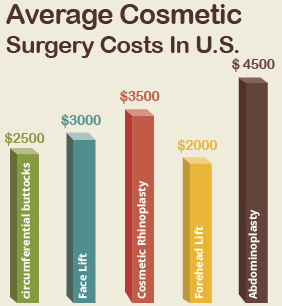 Average Cosmetic
Surgery Costs In U.S.
$2500
circumferential buttocks
$3000
Face Lift
$3500
Cosmetic Rhinoplasty
$2000
Forehead Lift
$ 4500
Abdominoplasty